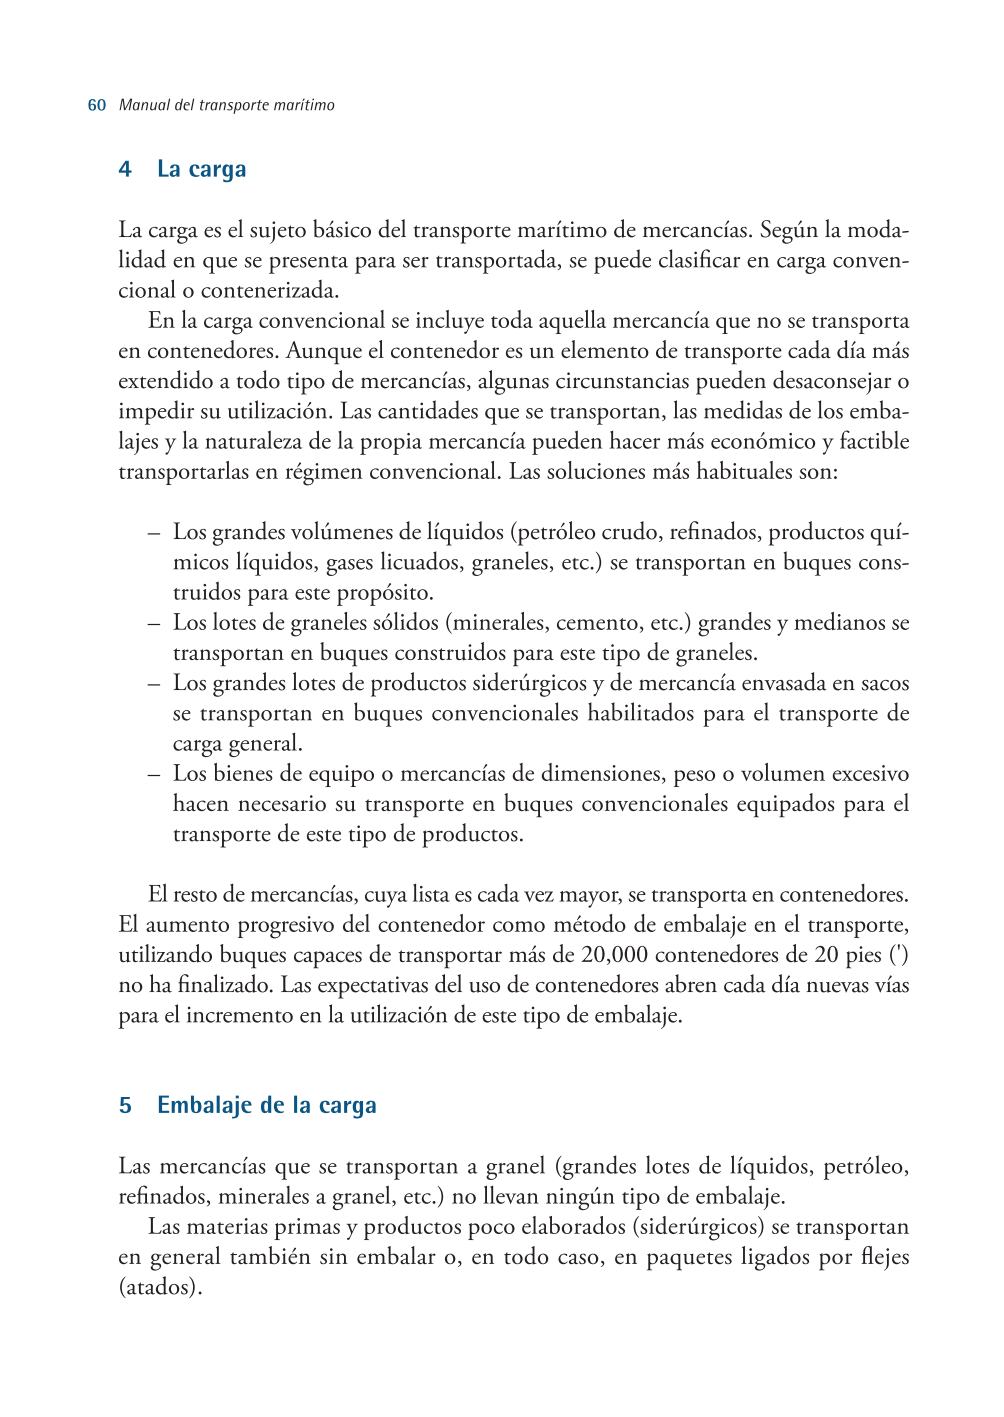 60 Manual del transporte marítimo
4 La carga
La carga es el sujeto básico del transporte marítimo de mercancías. Según la moda-
lidad en que se presenta para ser transportada, se puede clasificar en carga conven-
cional o contenerizada.
En la carga convencional se incluye toda aquella mercancía que no se transporta
en contenedores. Aunque el contenedor es un elemento de transporte cada día más
extendido a todo tipo de mercancías, algunas circunstancias pueden desaconsejar o
impedir su utilización. Las cantidades que se transportan, las medidas de los emba-
lajes y la naturaleza de la propia mercancía pueden hacer más económico y factible
transportarlas en régimen convencional. Las soluciones más habituales son:
– Los grandes volúmenes de líquidos (petróleo crudo, refinados, productos quí-
micos líquidos, gases licuados, graneles, etc.) se transportan en buques cons-
truidos para este propósito.
– Los lotes de graneles sólidos (minerales, cemento, etc.) grandes y medianos se
transportan en buques construidos para este tipo de graneles.
– Los grandes lotes de productos siderúrgicos y de mercancía envasada en sacos
se transportan en buques convencionales habilitados para el transporte de
carga general.
– Los bienes de equipo o mercancías de dimensiones, peso o volumen excesivo
hacen necesario su transporte en buques convencionales equipados para el
transporte de este tipo de productos.
El resto de mercancías, cuya lista es cada vez mayor, se transporta en contenedores.
El aumento progresivo del contenedor como método de embalaje en el transporte,
utilizando buques capaces de transportar más de 20,000 contenedores de 20 pies (')
no ha finalizado. Las expectativas del uso de contenedores abren cada día nuevas vías
para el incremento en la utilización de este tipo de embalaje.
5 Embalaje de la carga
Las mercancías que se transportan a granel (grandes lotes de líquidos, petróleo,
refinados, minerales a granel, etc.) no llevan ningún tipo de embalaje.
Las materias primas y productos poco elaborados (siderúrgicos) se transportan
en general también sin embalar o, en todo caso, en paquetes ligados por flejes
(atados).